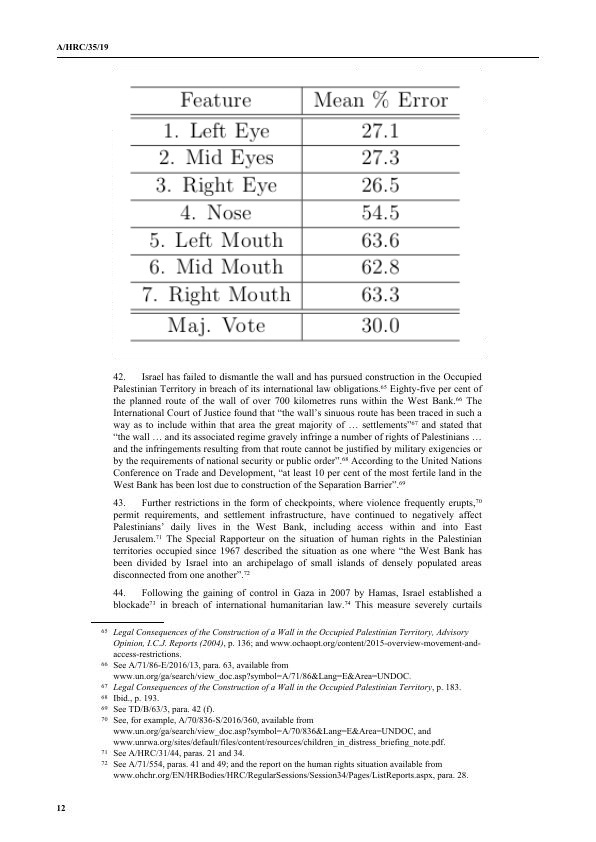 A/HRC/35/19
Feature Mean % Error
1. Left Eye 27.1
2. Mid Eyes 27.3
3. Right Eye 26.5
4. Nose 54.5
5. Left Mouth 63.6
6. Mid Mouth 62.8
7. Right Mouth 63.3
Maj. Vote 30.0
42. Israel has failed to dismantle the wall and has pursued construction in the Occupied
Palestinian Territory in breach of its international law obligations.65 Eighty-five per cent of
the planned route of the wall of over 700 kilometres runs within the West Bank.66 The
International Court of Justice found that “the wall’s sinuous route has been traced in such a
way as to include within that area the great majority of … settlements”67 and stated that
“the wall … and its associated regime gravely infringe a number of rights of Palestinians …
and the infringements resulting from that route cannot be justified by military exigencies or
by the requirements of national security or public order”.68 According to the United Nations
Conference on Trade and Development, “at least 10 per cent of the most fertile land in the
West Bank has been lost due to construction of the Separation Barrier”.69
43. Further restrictions in the form of checkpoints, where violence frequently erupts,70
permit requirements, and settlement infrastructure, have continued to negatively affect
Palestinians’ daily lives in the West Bank, including access within and into East
Jerusalem.71 The Special Rapporteur on the situation of human rights in the Palestinian
territories occupied since 1967 described the situation as one where “the West Bank has
been divided by Israel into an archipelago of small islands of densely populated areas
disconnected from one another”.72
44. Following the gaining of control in Gaza in 2007 by Hamas, Israel established a
blockade73 in breach of international humanitarian law.74 This measure severely curtails
65 Legal Consequences of the Construction of a Wall in the Occupied Palestinian Territory, Advisory
Opinion, I.C.J. Reports (2004), p. 136; and www.ochaopt.org/content/2015-overview-movement-and-
access-restrictions.
66 See A/71/86-E/2016/13, para. 63, available from
www.un.org/ga/search/view_doc.asp?symbol=A/71/86&Lang=E&Area=UNDOC.
67 Legal Consequences of the Construction of a Wall in the Occupied Palestinian Territory, p. 183.
68 Ibid., p. 193.
69 See TD/B/63/3, para. 42 (f).
70 See, for example, A/70/836-S/2016/360, available from
www.un.org/ga/search/view_doc.asp?symbol=A/70/836&Lang=E&Area=UNDOC, and
www.unrwa.org/sites/default/files/content/resources/children_in_distress_briefing_note.pdf.
71 See A/HRC/31/44, paras. 21 and 34.
72 See A/71/554, paras. 41 and 49; and the report on the human rights situation available from
www.ohchr.org/EN/HRBodies/HRC/RegularSessions/Session34/Pages/ListReports.aspx, para. 28.
12